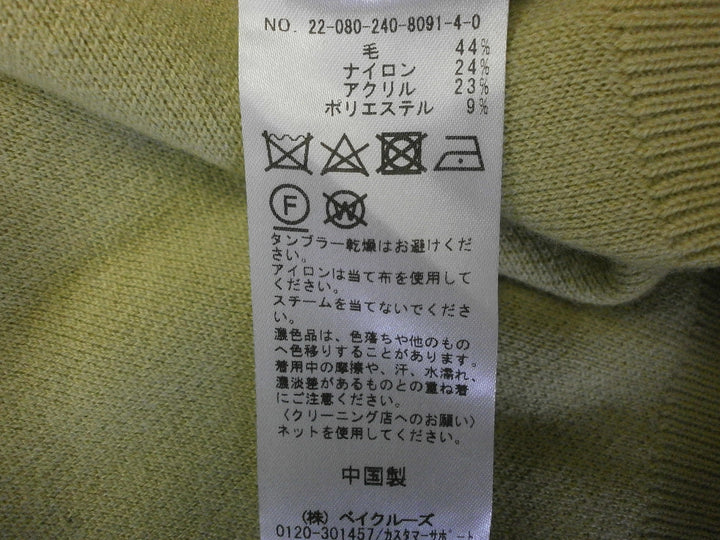 NO. 22-080-240-8091-4-0
毛 44%
ナイロン 24%
アクリル 23%
ポリエステル 9%
F W
タンブラー乾燥はお避けくだ
さい。
アイロンは当て布を使用して
ください。
スチームを当てないでくださ
い。
濃色品は、色落ちや他のもの
へ色移りすることがあります。
着用中の摩擦や、汗、水濡れ、
濃淡差があるものとの重ね着
にご注意ください。
〈クリーニング店へのお願い〉
ネットを使用してください。
中国製
(株) ベイクルーズ
0120-301457/カスタマーサポート